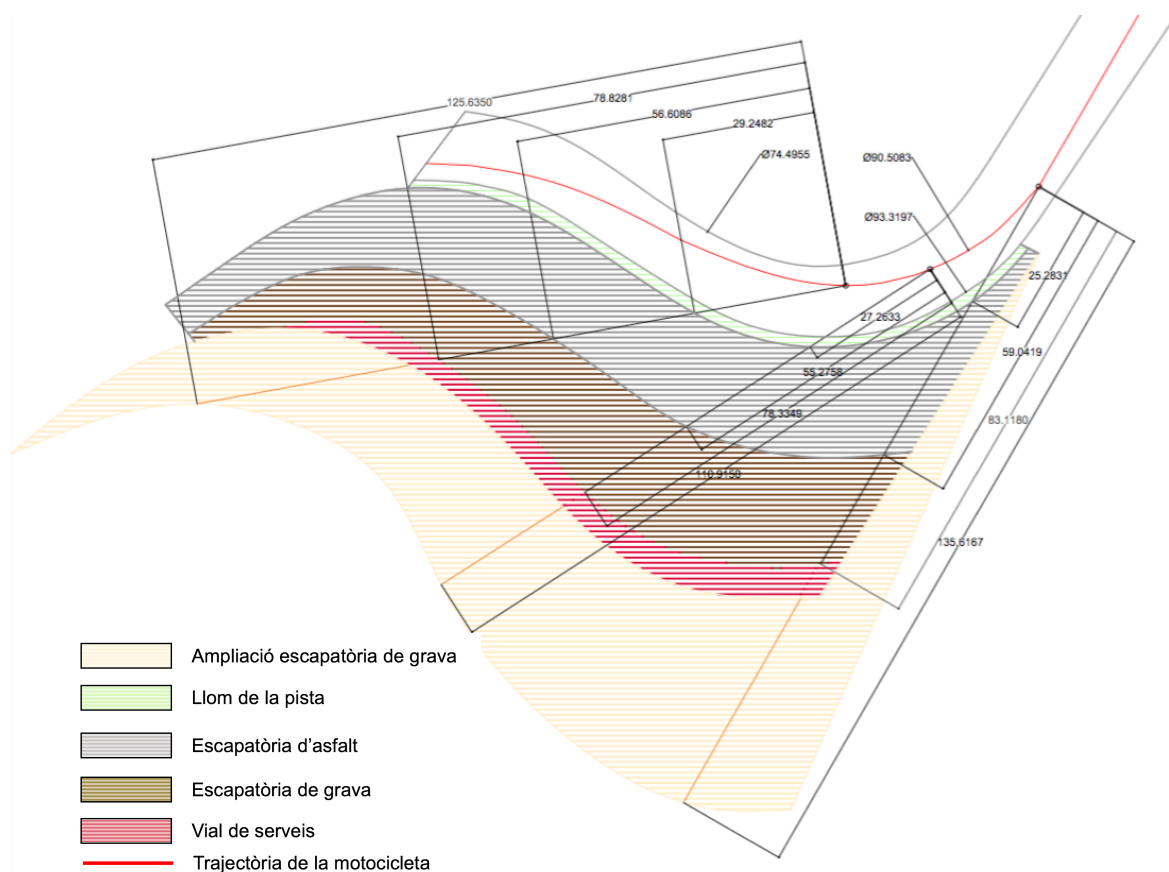 125.6350
78.8281
56.6086
29.2482
Ø74.4955
Ø90.5083
Ø93.3197
25.2831
27.2633
59.0419
55.2758
78.3349
83.1180
110.9150
135.6167
Ampliació escapatòria de grava
Llom de la pista
Escapatòria d'asfalt
Escapatòria de grava
Vial de serveis
Trajectòria de la motocicleta